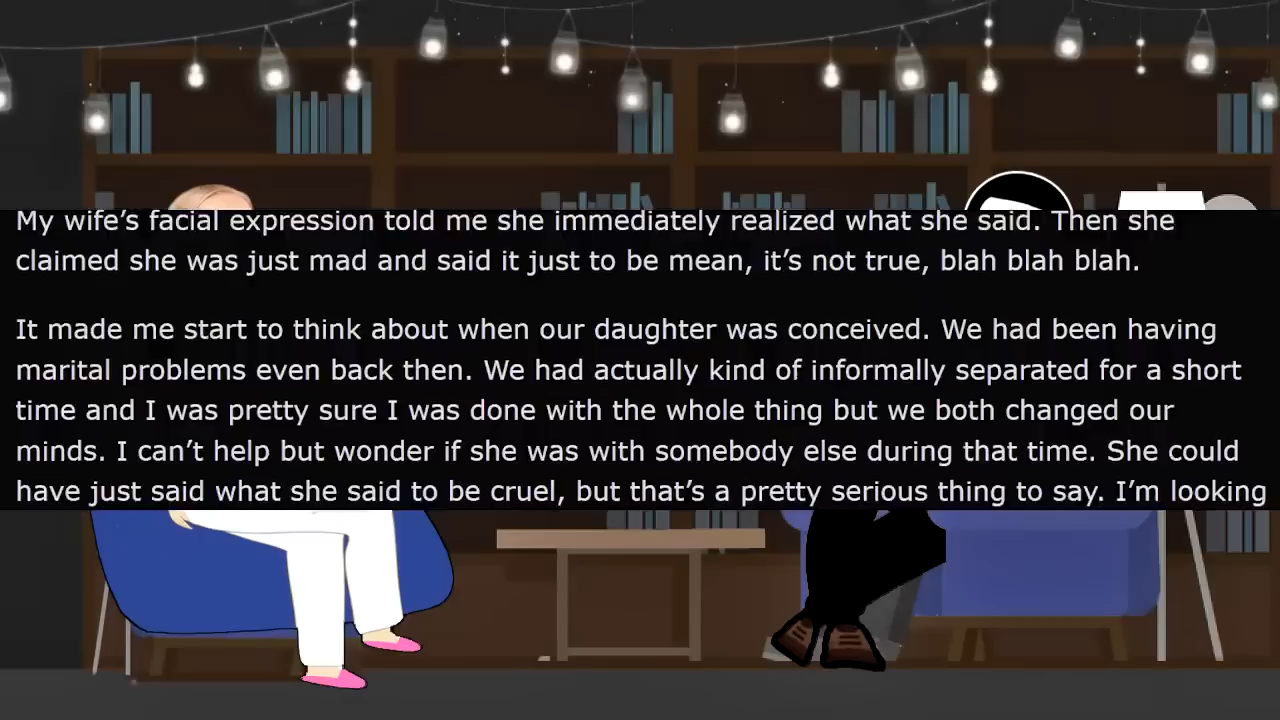 My wife’s facial expression told me she immediately realized what she said. Then she
claimed she was just mad and said it just to be mean, it’s not true, blah blah blah.
It made me start to think about when our daughter was conceived. We had been having
marital problems even back then. We had actually kind of informally separated for a short
time and I was pretty sure I was done with the whole thing but we both changed our
minds. I can’t help but wonder if she was with somebody else during that time. She could
have just said what she said to be cruel, but that’s a pretty serious thing to say. I’m looking